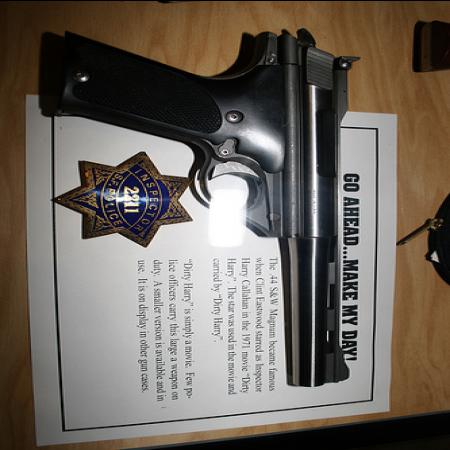 GO AHEAD...MAKE MY DAY!
The .44 S&W Magnum became famous
when Clint Eastwood starred as Inspector
Harry Callahan in the 1971 movie "Dirty
Harry". The star was used in the movie and
carried by "Dirty Harry".
"Dirty Harry" is simply a movie. Few po-
lice officers carry this large a weapon on
duty. A smaller version is available and in
use. It is on display in other gun cases.
INSPECTOR
2211
POLICE